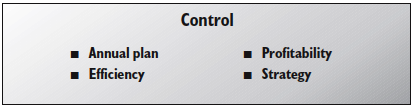 Control
■ Annual plan
■ Efficiency
■ Profitability
■ Strategy